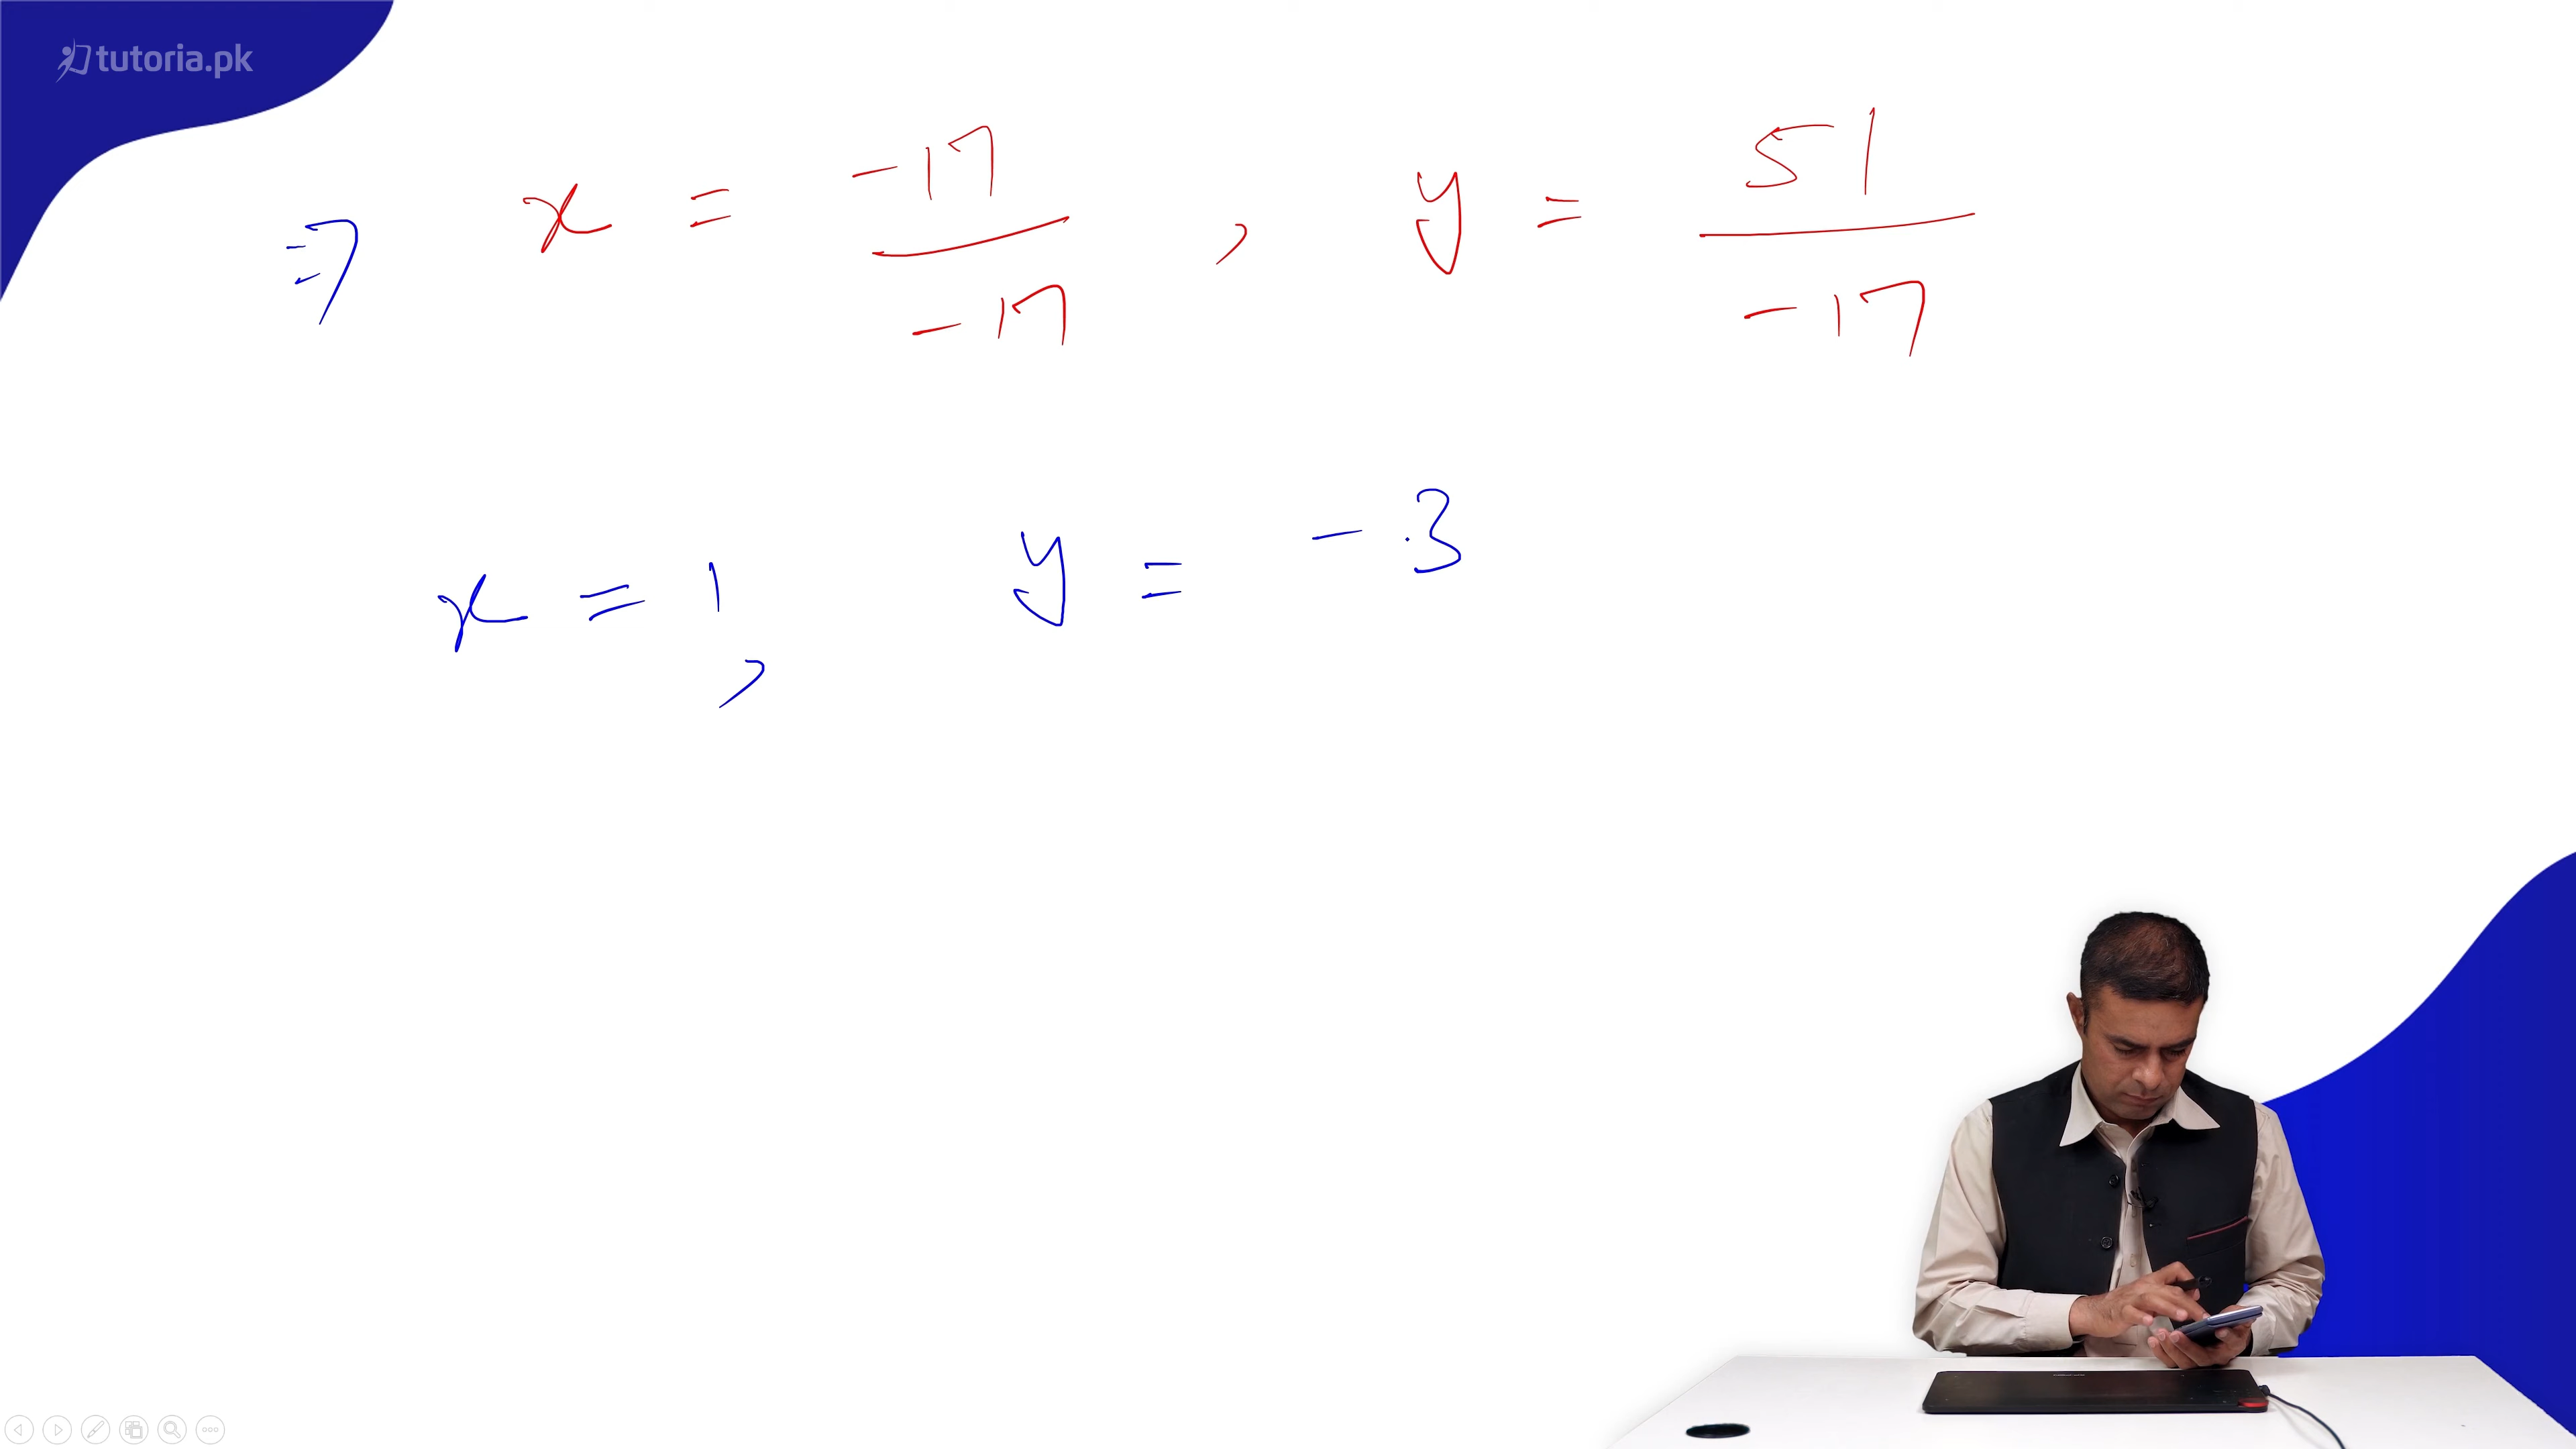 tutoria.pk
⇒ x = -17/-17 , y = 51/-17
x = 1, y = -3